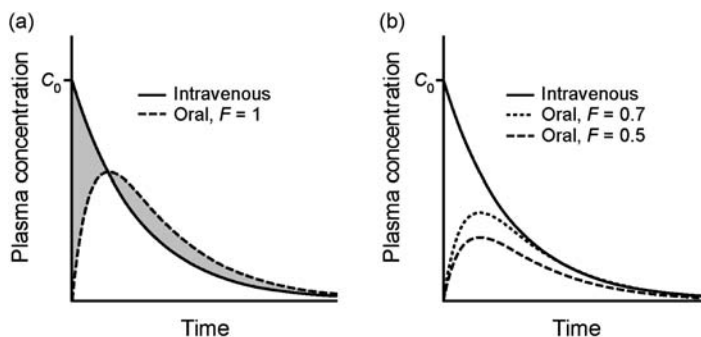 (a)
Plasma concentration
C₀
Intravenous
Oral, F = 1
Time
(b)
Plasma concentration
C₀
Intravenous
Oral, F = 0.7
Oral, F = 0.5
Time